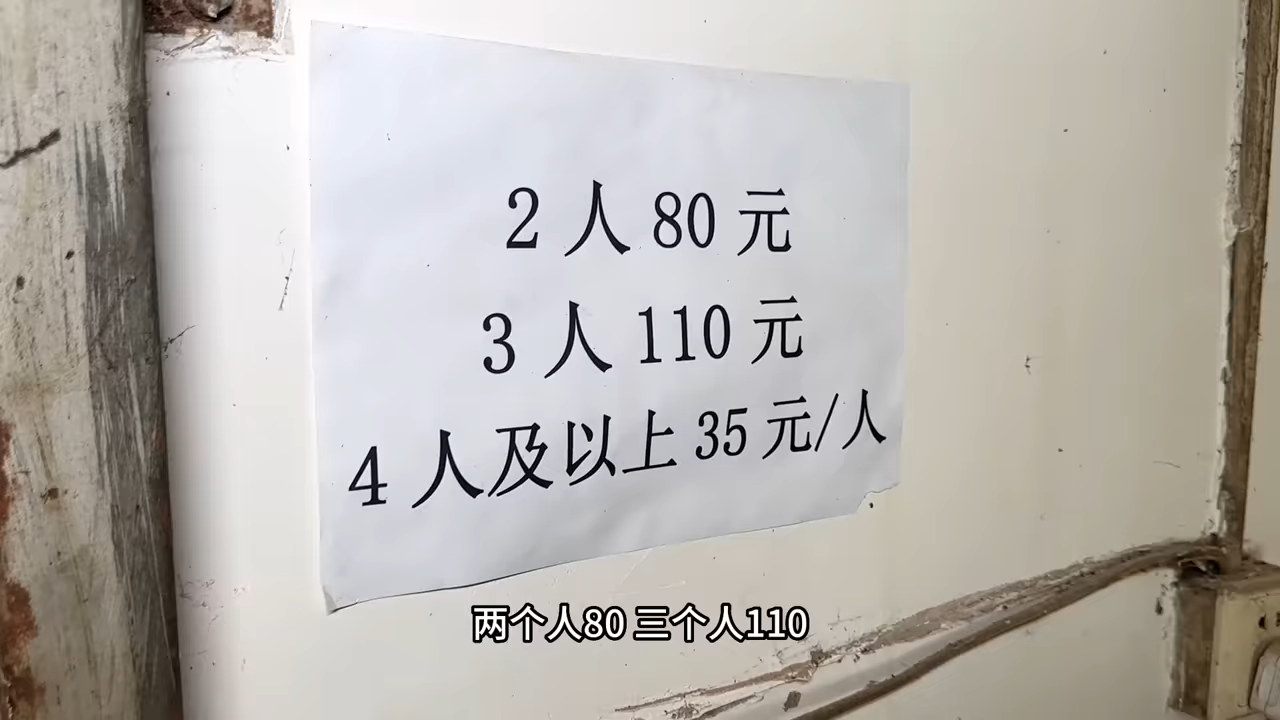 2 人 80 元
3 人 110 元
4 人及以上 35 元/人
两个人80 三个人110